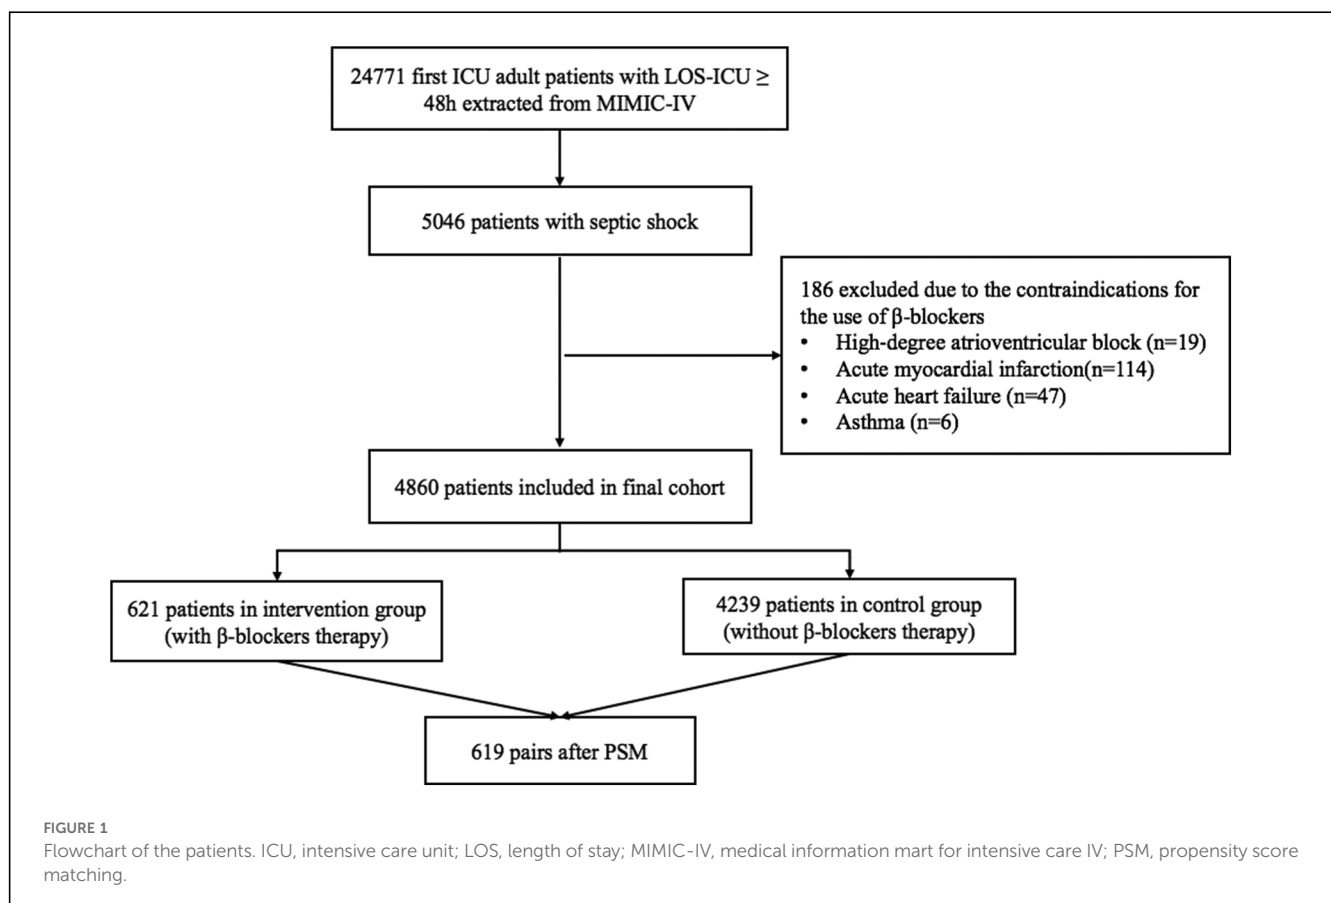 24771 first ICU adult patients with LOS-ICU ≥
48h extracted from MIMIC-IV
5046 patients with septic shock
186 excluded due to the contraindications for
the use of β-blockers
• High-degree atrioventricular block (n=19)
• Acute myocardial infarction(n=114)
• Acute heart failure (n=47)
• Asthma (n=6)
4860 patients included in final cohort
621 patients in intervention group
(with β-blockers therapy)
4239 patients in control group
(without β-blockers therapy)
619 pairs after PSM
FIGURE 1
Flowchart of the patients. ICU, intensive care unit; LOS, length of stay; MIMIC-IV, medical information mart for intensive care IV; PSM, propensity score
matching.